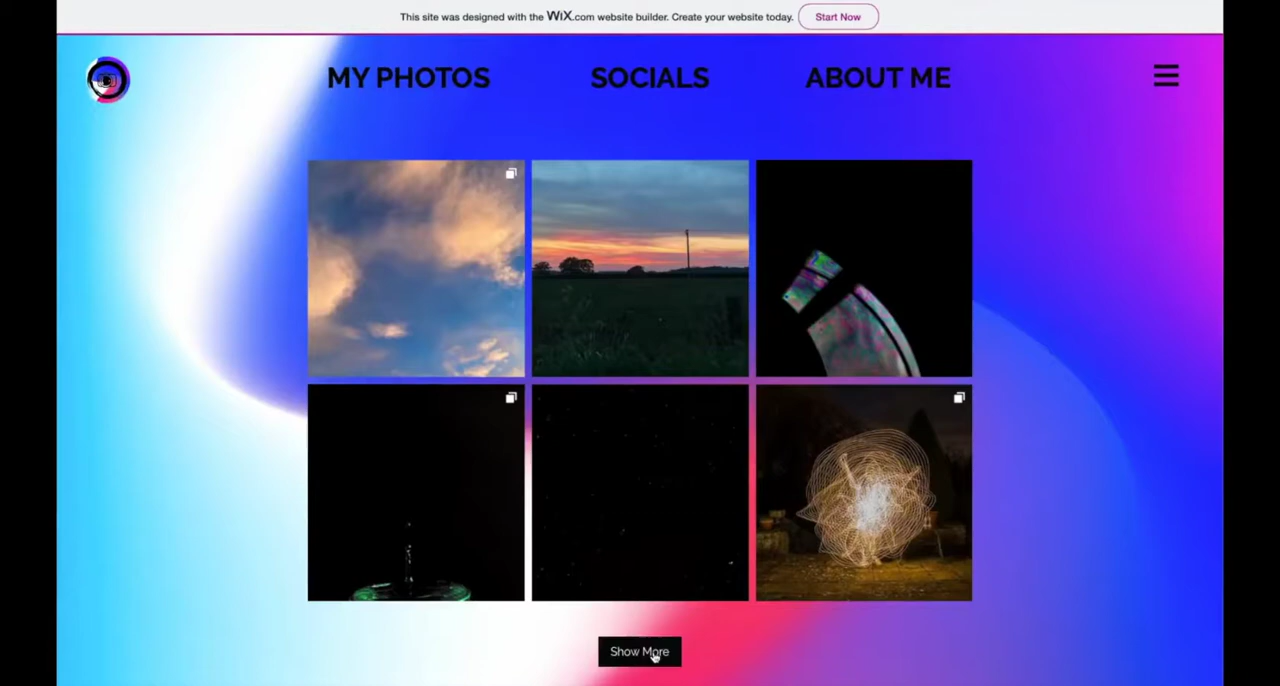 This site was designed with the WiX.com website builder. Create your website today. Start Now
MY PHOTOS SOCIALS ABOUT ME
Show More